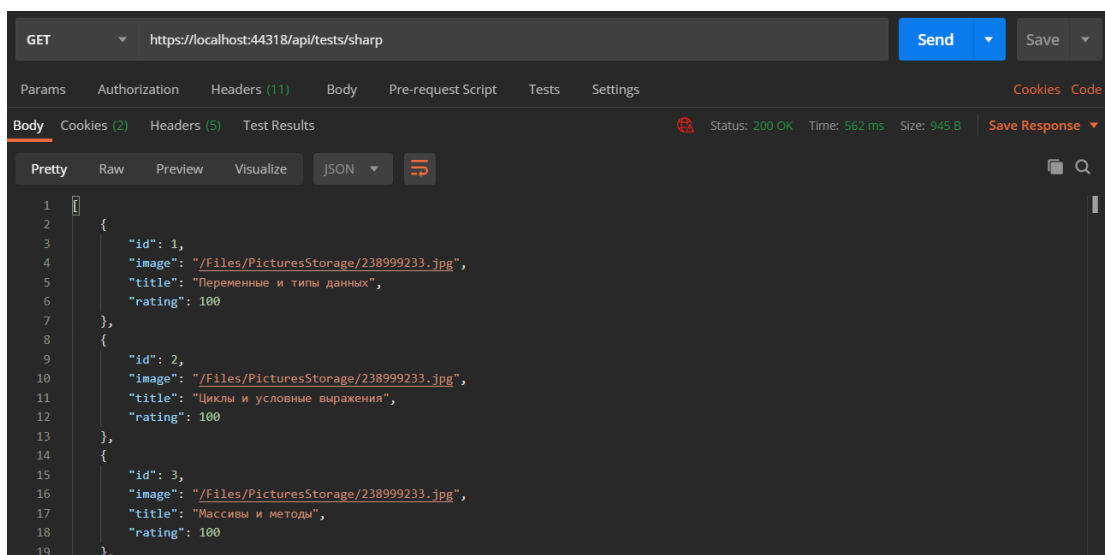 GET https://localhost:44318/api/tests/sharp Send Save
Params Authorization Headers (11) Body Pre-request Script Tests Settings Cookies Code
Body Cookies (2) Headers (5) Test Results Status: 200 OK Time: 562 ms Size: 945 B Save Response
Pretty Raw Preview Visualize JSON
1 [
2 {
3 "id": 1,
4 "image": "/Files/PicturesStorage/238999233.jpg",
5 "title": "Переменные и типы данных",
6 "rating": 100
7 },
8 {
9 "id": 2,
10 "image": "/Files/PicturesStorage/238999233.jpg",
11 "title": "Циклы и условные выражения",
12 "rating": 100
13 },
14 {
15 "id": 3,
16 "image": "/Files/PicturesStorage/238999233.jpg",
17 "title": "Массивы и методы",
18 "rating": 100
19 },